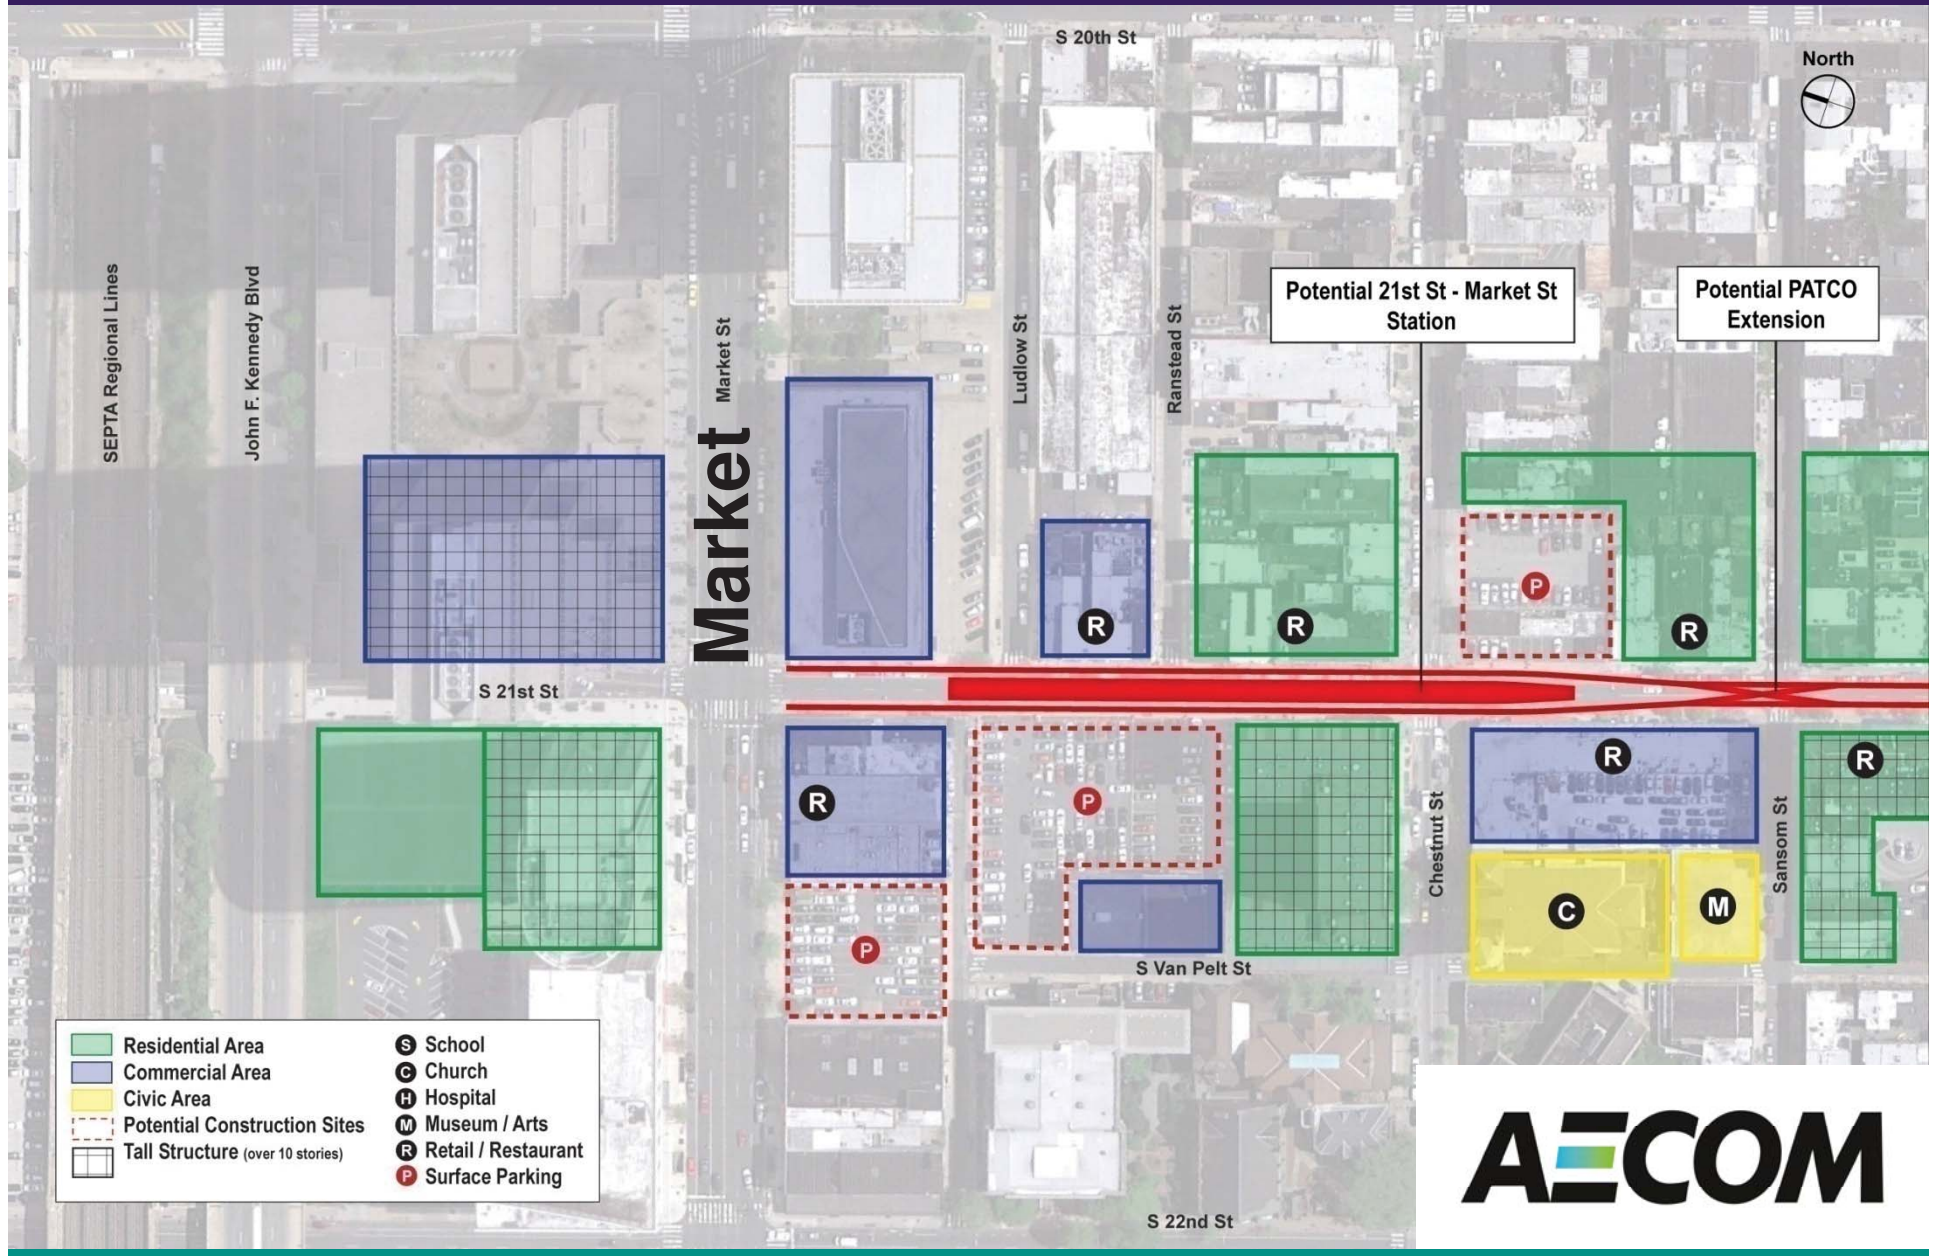 S 20th St
North
SEPTA Regional Lines
John F. Kennedy Blvd
Market St
Market
Ludlow St
Ranstead St
Potential 21st St - Market St
Station
Potential PATCO
Extension
P
R
R
R
S 21st St
R
P
R
R
P
C
M
Chestnut St
Sansom St
S Van Pelt St
Residential Area
Commercial Area
Civic Area
Potential Construction Sites
Tall Structure (over 10 stories)
S School
C Church
H Hospital
M Museum / Arts
R Retail / Restaurant
P Surface Parking
S 22nd St
AECOM